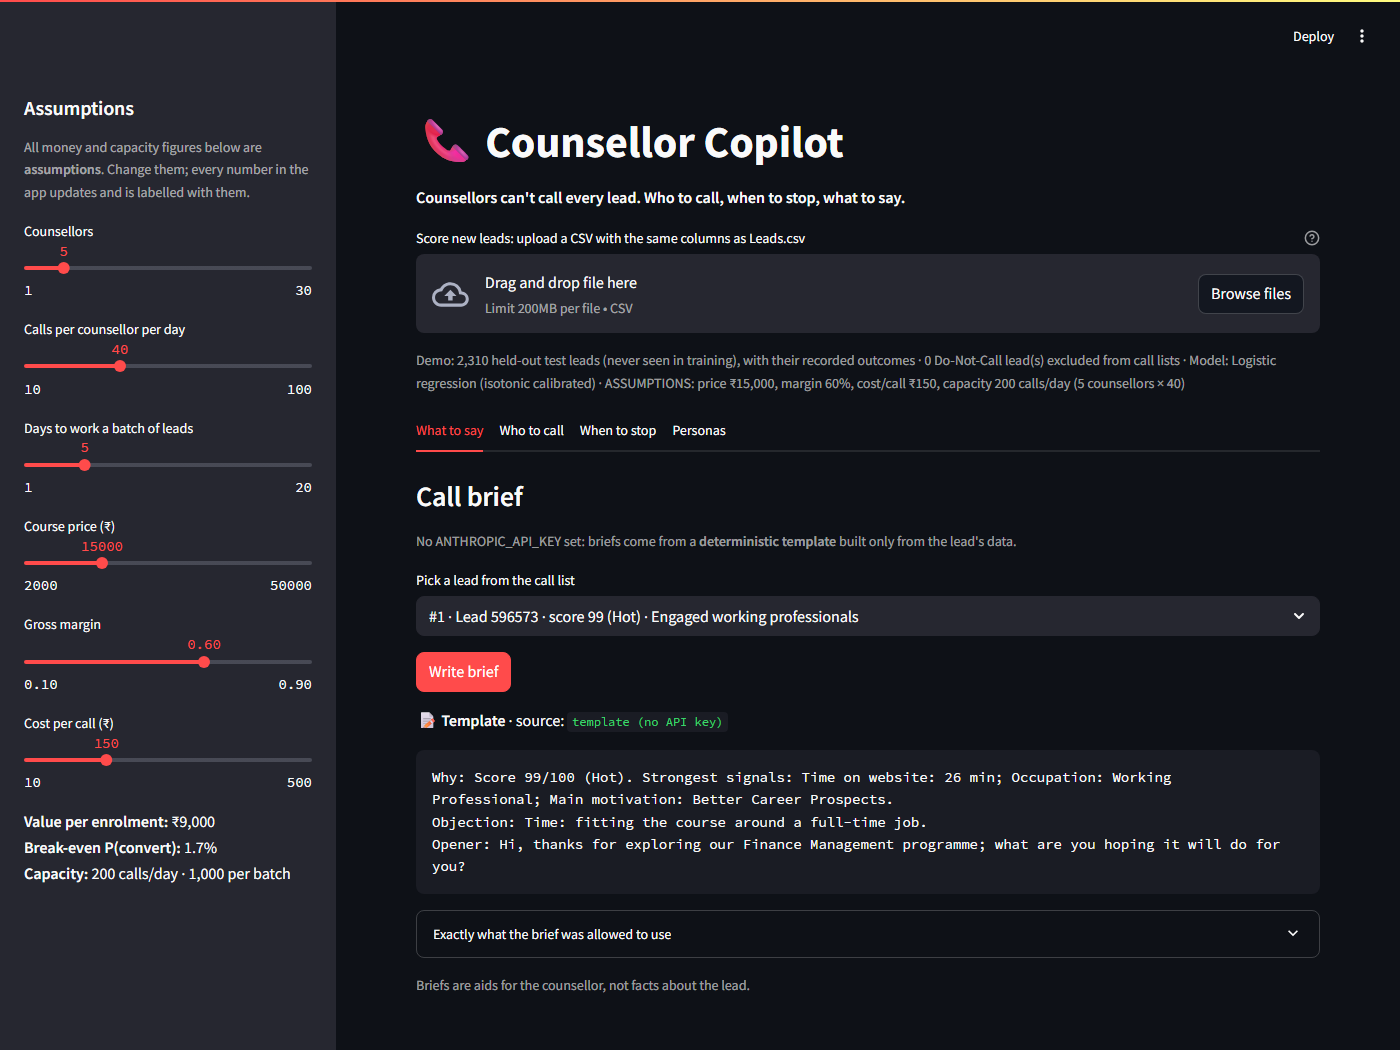 Deploy
Assumptions
All money and capacity figures below are
assumptions. Change them; every number in the
app updates and is labelled with them.
Counsellors
5
1 30
Calls per counsellor per day
40
10 100
Days to work a batch of leads
5
1 20
Course price (₹)
15000
2000 50000
Gross margin
0.60
0.10 0.90
Cost per call (₹)
150
10 500
Value per enrolment: ₹9,000
Break-even P(convert): 1.7%
Capacity: 200 calls/day · 1,000 per batch
Counsellor Copilot
Counsellors can't call every lead. Who to call, when to stop, what to say.
Score new leads: upload a CSV with the same columns as Leads.csv
Drag and drop file here
Limit 200MB per file • CSV
Browse files
Demo: 2,310 held-out test leads (never seen in training), with their recorded outcomes · 0 Do-Not-Call lead(s) excluded from call lists · Model: Logistic
regression (isotonic calibrated) · ASSUMPTIONS: price ₹15,000, margin 60%, cost/call ₹150, capacity 200 calls/day (5 counsellors × 40)
What to say Who to call When to stop Personas
Call brief
No ANTHROPIC_API_KEY set: briefs come from a deterministic template built only from the lead's data.
Pick a lead from the call list
#1 · Lead 596573 · score 99 (Hot) · Engaged working professionals
Write brief
Template · source: template (no API key)
Why: Score 99/100 (Hot). Strongest signals: Time on website: 26 min; Occupation: Working
Professional; Main motivation: Better Career Prospects.
Objection: Time: fitting the course around a full-time job.
Opener: Hi, thanks for exploring our Finance Management programme; what are you hoping it will do for
you?
Exactly what the brief was allowed to use
Briefs are aids for the counsellor, not facts about the lead.